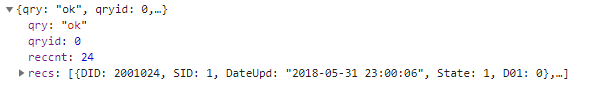 ▼{qry: "ok", qryid: 0,…}
qry: "ok"
qryid: 0
reccnt: 24
▶recs: [{DID: 2001024, SID: 1, DateUpd: "2018-05-31 23:00:06", State: 1, D01: 0},…]